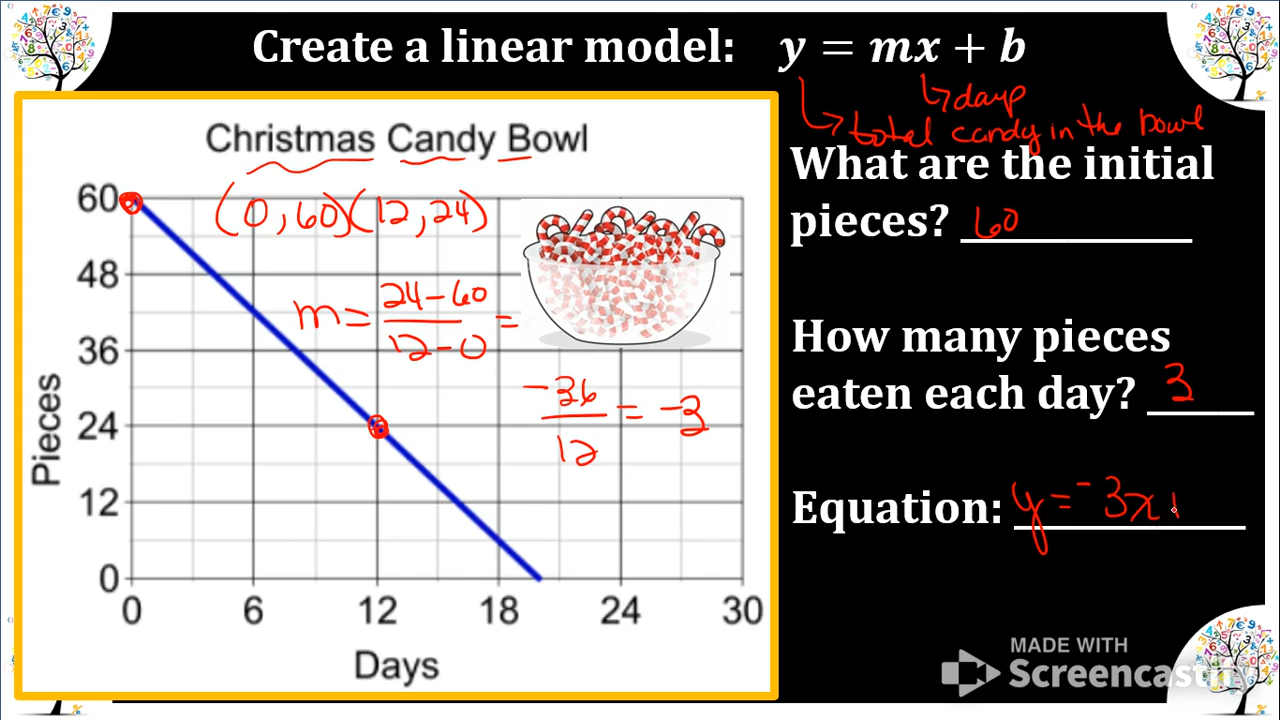 Create a linear model: y = mx + b
↳days
↳total candy in the bowl
Christmas Candy Bowl
(0,60)(12,24)
m = 24-60 / 12-0 =
-36 / 12 = -3
60
48
36
24
12
0
0 6 12 18 24 30
Pieces
Days
What are the initial
pieces? 60
How many pieces
eaten each day? 3
Equation: y = -3x
MADE WITH
Screencastify